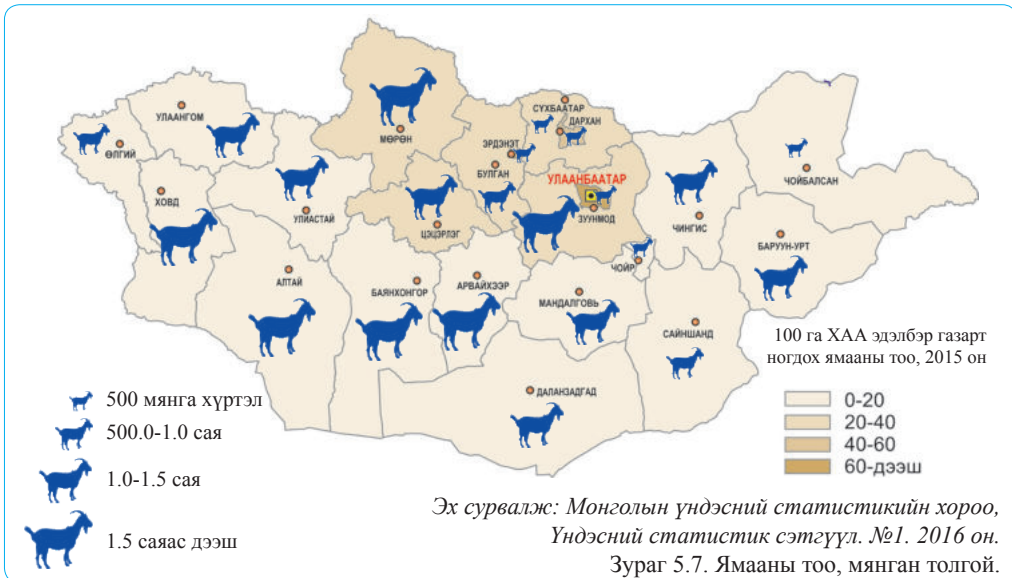 УЛААНГОМ
ӨЛГИЙ
ХОВД
УЛИАСТАЙ
МӨРӨН
ЦЭЦЭРЛЭГ
ЭРДЭНЭТ
БУЛГАН
СҮХБААТАР
ДАРХАН
УЛААНБААТАР
ЗУУНМОД
ЧОЙР
ЧИНГИС
ЧОЙБАЛСАН
БАРУУН-УРТ
АЛТАЙ
БАЯНХОНГОР
АРВАЙХЭЭР
МАНДАЛГОВЬ
САЙНШАНД
ДАЛАНЗАДГАД
100 га ХАА эдэлбэр газарт
ногдох ямааны тоо, 2015 он
0-20
20-40
40-60
60-дээш
500 мянга хүртэл
500.0-1.0 сая
1.0-1.5 сая
1.5 саяас дээш
Эх сурвалж: Монголын үндэсний статистикийн хороо,
Үндэсний статистик сэтгүүл. №1. 2016 он.
Зураг 5.7. Ямааны тоо, мянган толгой.